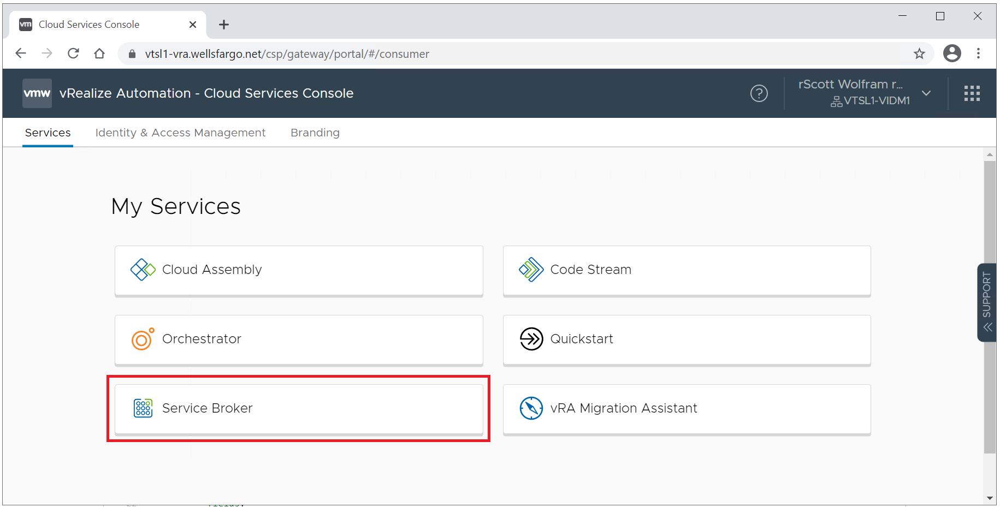 vm Cloud Services Console
vtsl1-vra.wellsfargo.net/csp/gateway/portal/#/consumer
vmw vRealize Automation - Cloud Services Console
?
rScott Wolfram r...
VTSL1-VIDM1
Services Identity & Access Management Branding
My Services
Cloud Assembly
Code Stream
Orchestrator
Quickstart
Service Broker
vRA Migration Assistant
SUPPORT